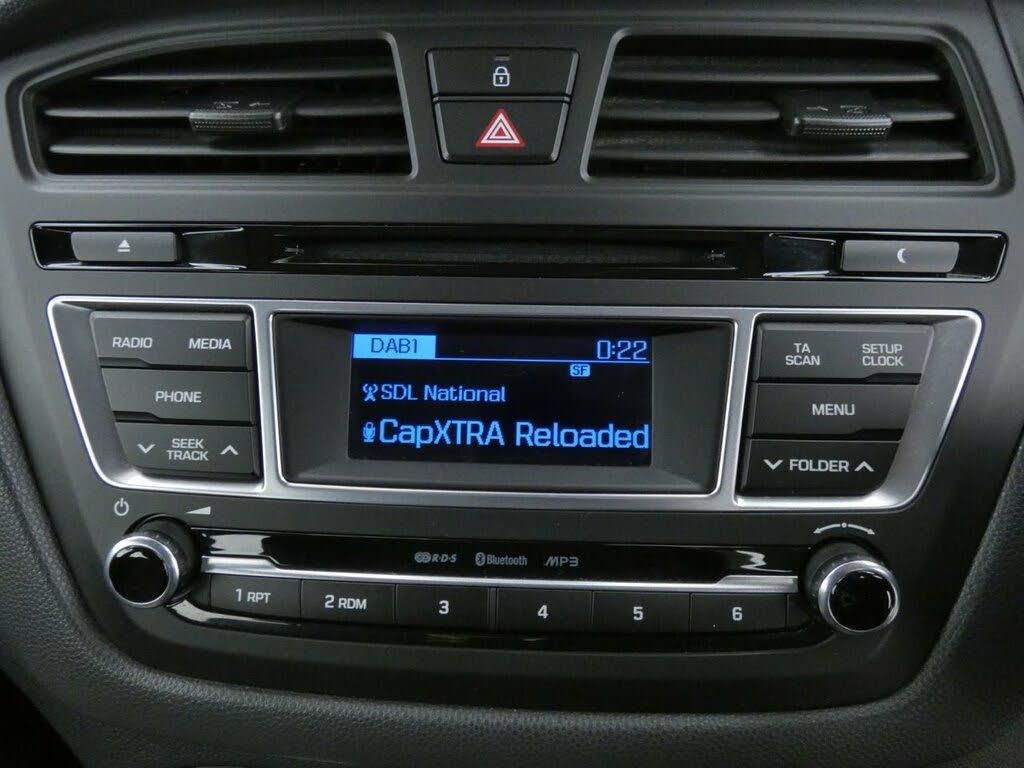 RADIO MEDIA
PHONE
SEEK
TRACK
DAB1 0:22
SF
SDL National
CapXTRA Reloaded
TA
SCAN
SETUP
CLOCK
MENU
FOLDER
R·D·S Bluetooth MP3
1 RPT 2 RDM 3 4 5 6